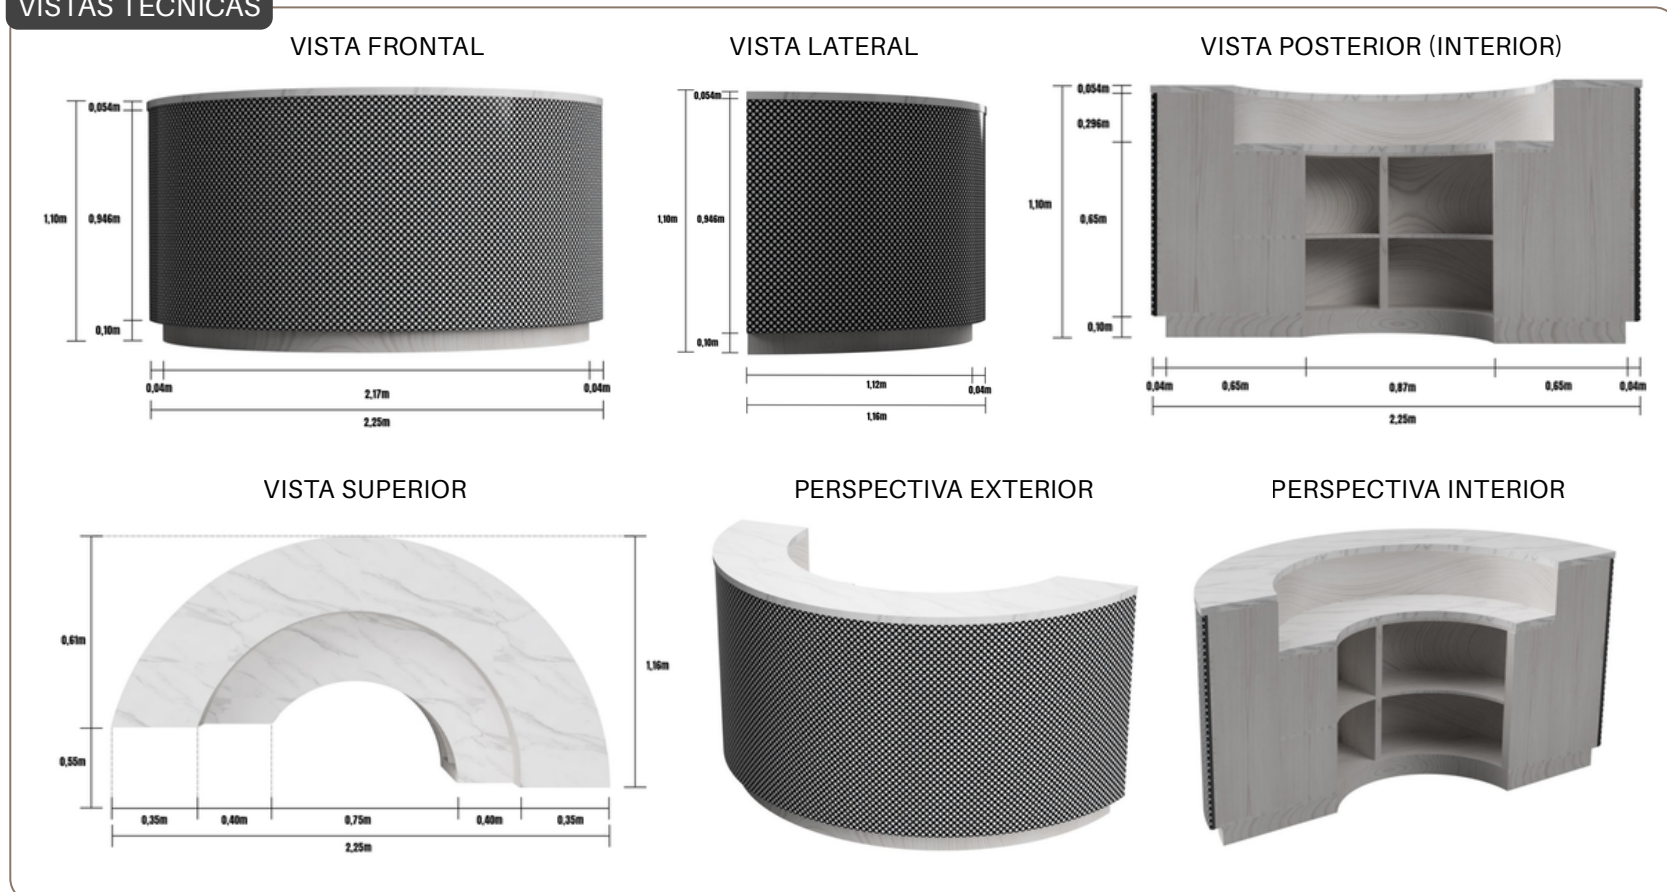 VISTAS TÉCNICAS
VISTA FRONTAL
0,054m
1,10m
0,946m
0,10m
0,04m
2,17m
0,04m
2,25m
VISTA LATERAL
0,054m
1,10m
0,946m
0,10m
1,12m
0,04m
1,16m
VISTA POSTERIOR (INTERIOR)
0,054m
0,296m
1,10m
0,65m
0,10m
0,04m
0,65m
0,87m
0,65m
0,04m
2,25m
VISTA SUPERIOR
0,61m
1,16m
0,55m
0,35m
0,40m
0,75m
0,40m
0,35m
2,25m
PERSPECTIVA EXTERIOR
PERSPECTIVA INTERIOR